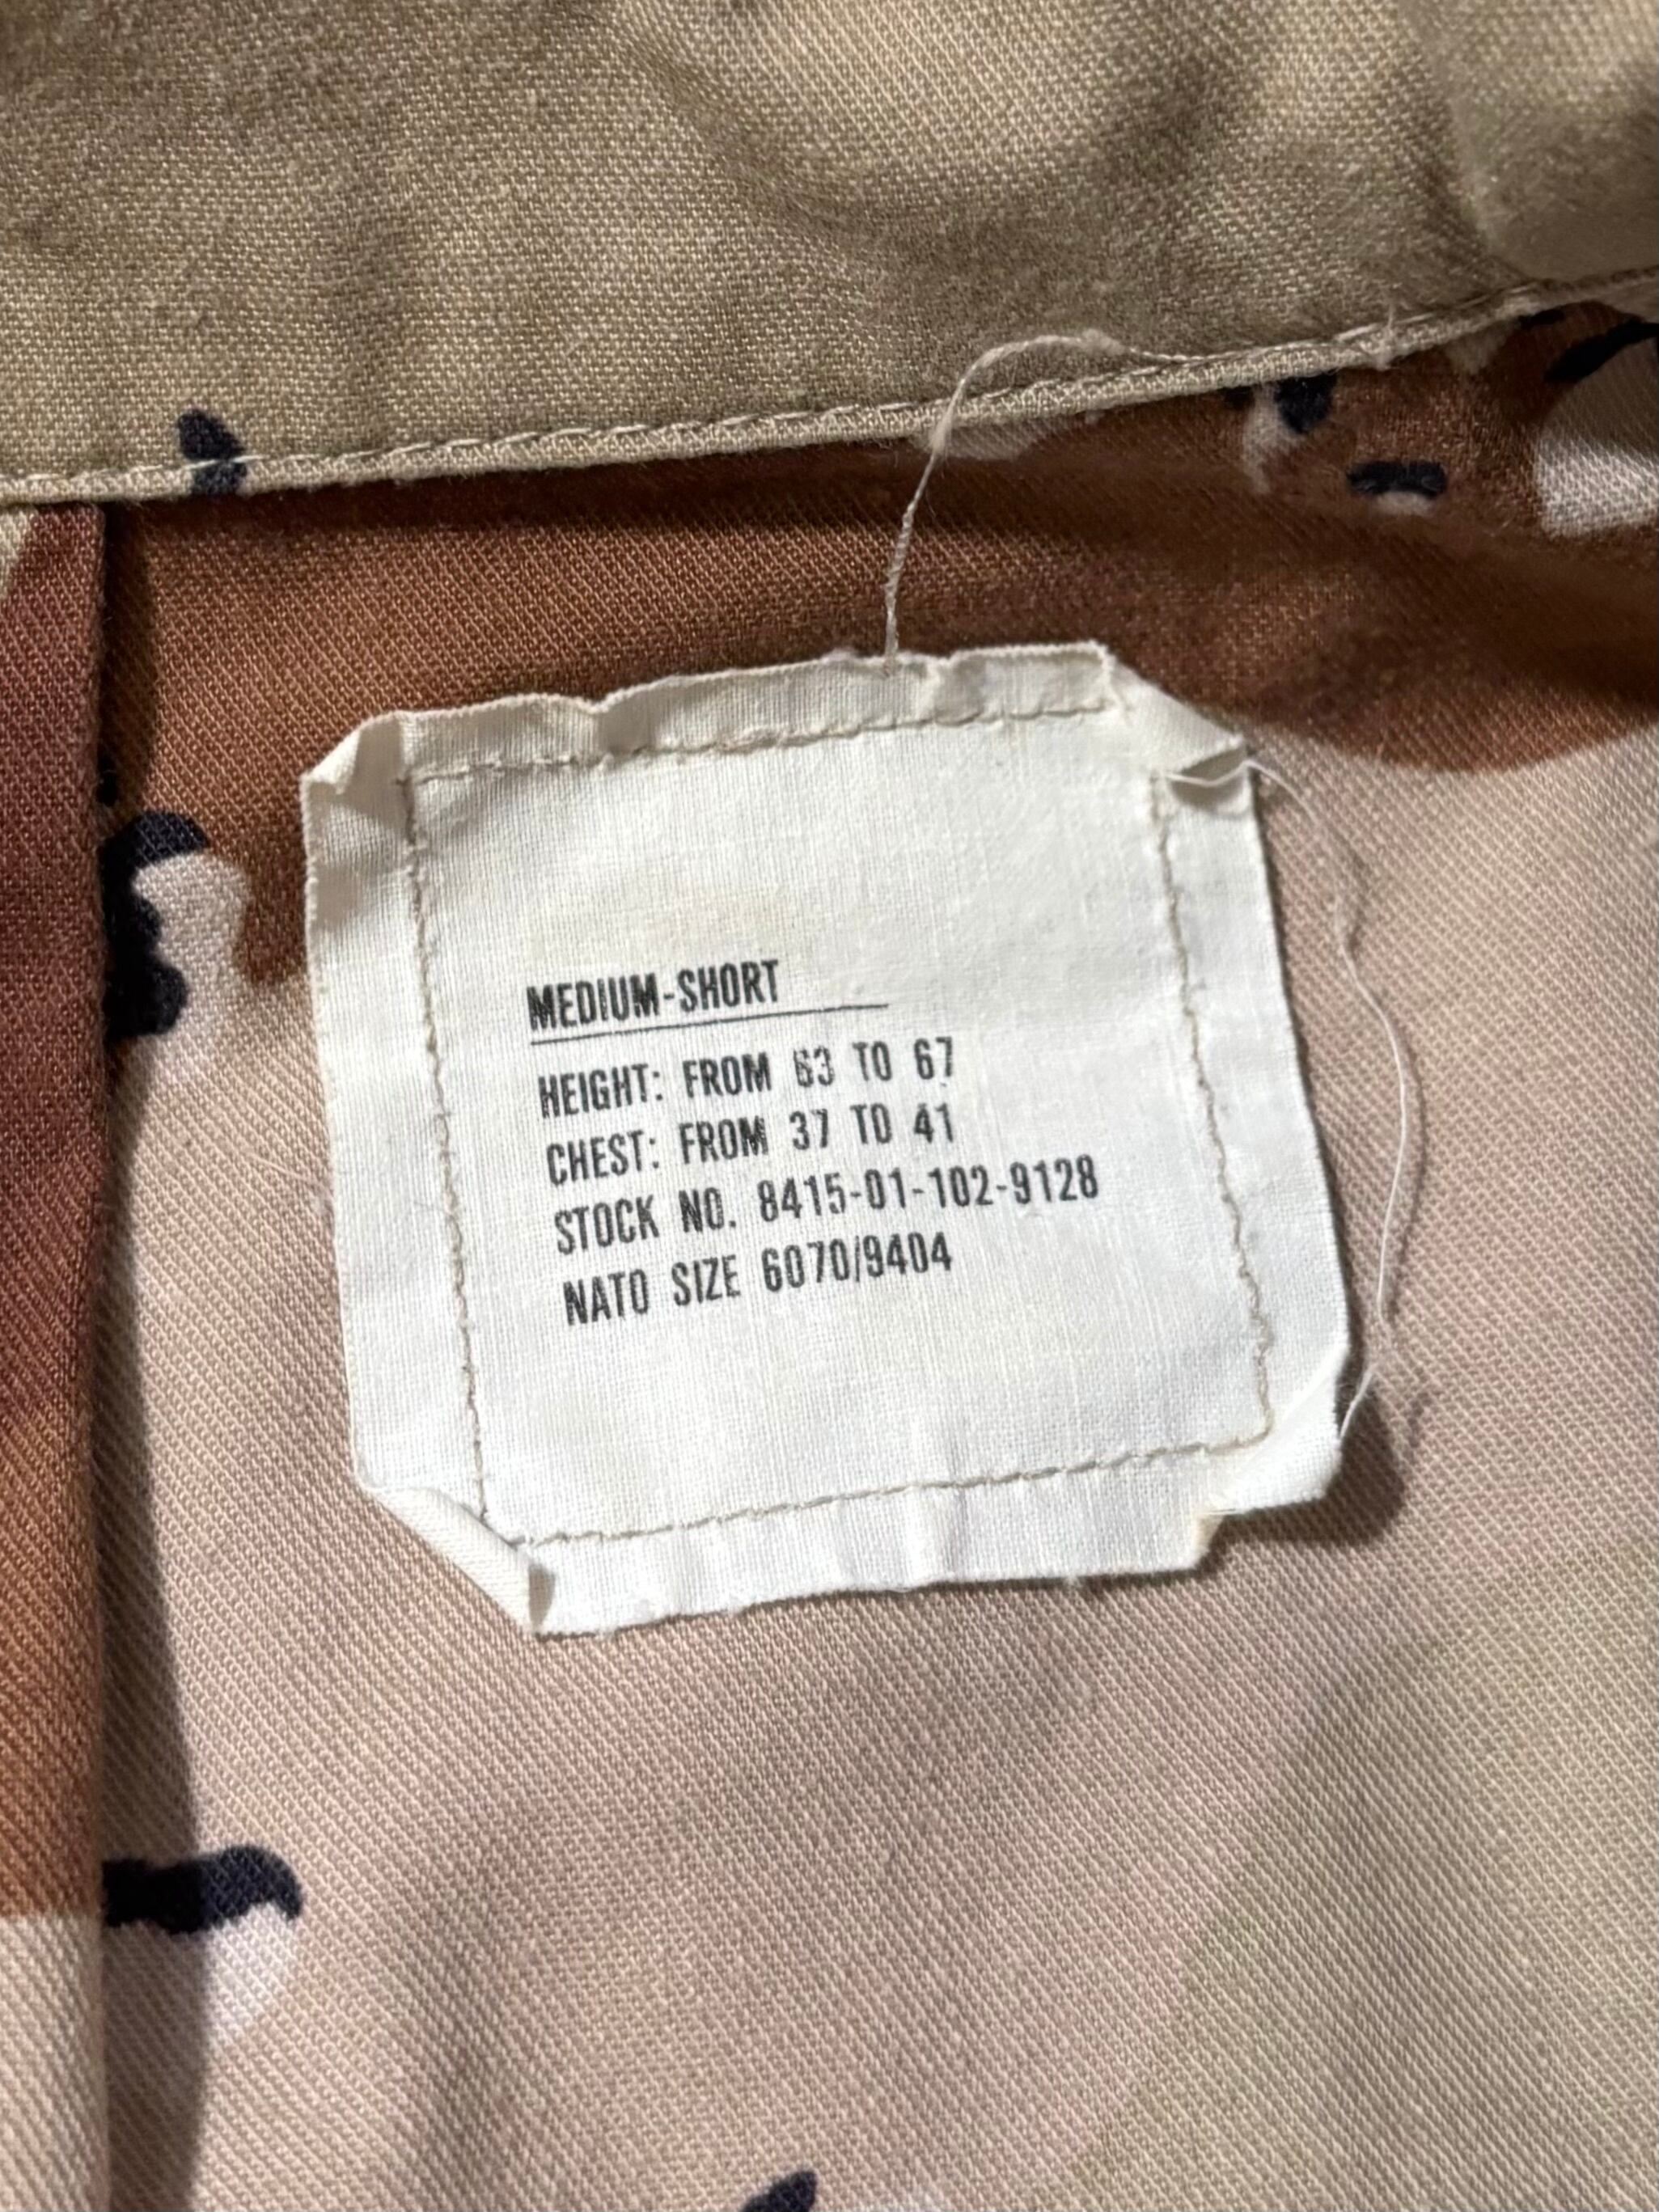 MEDIUM-SHORT
HEIGHT: FROM 63 TO 67
CHEST: FROM 37 TO 41
STOCK NO. 8415-01-102-9128
NATO SIZE 6070/9404